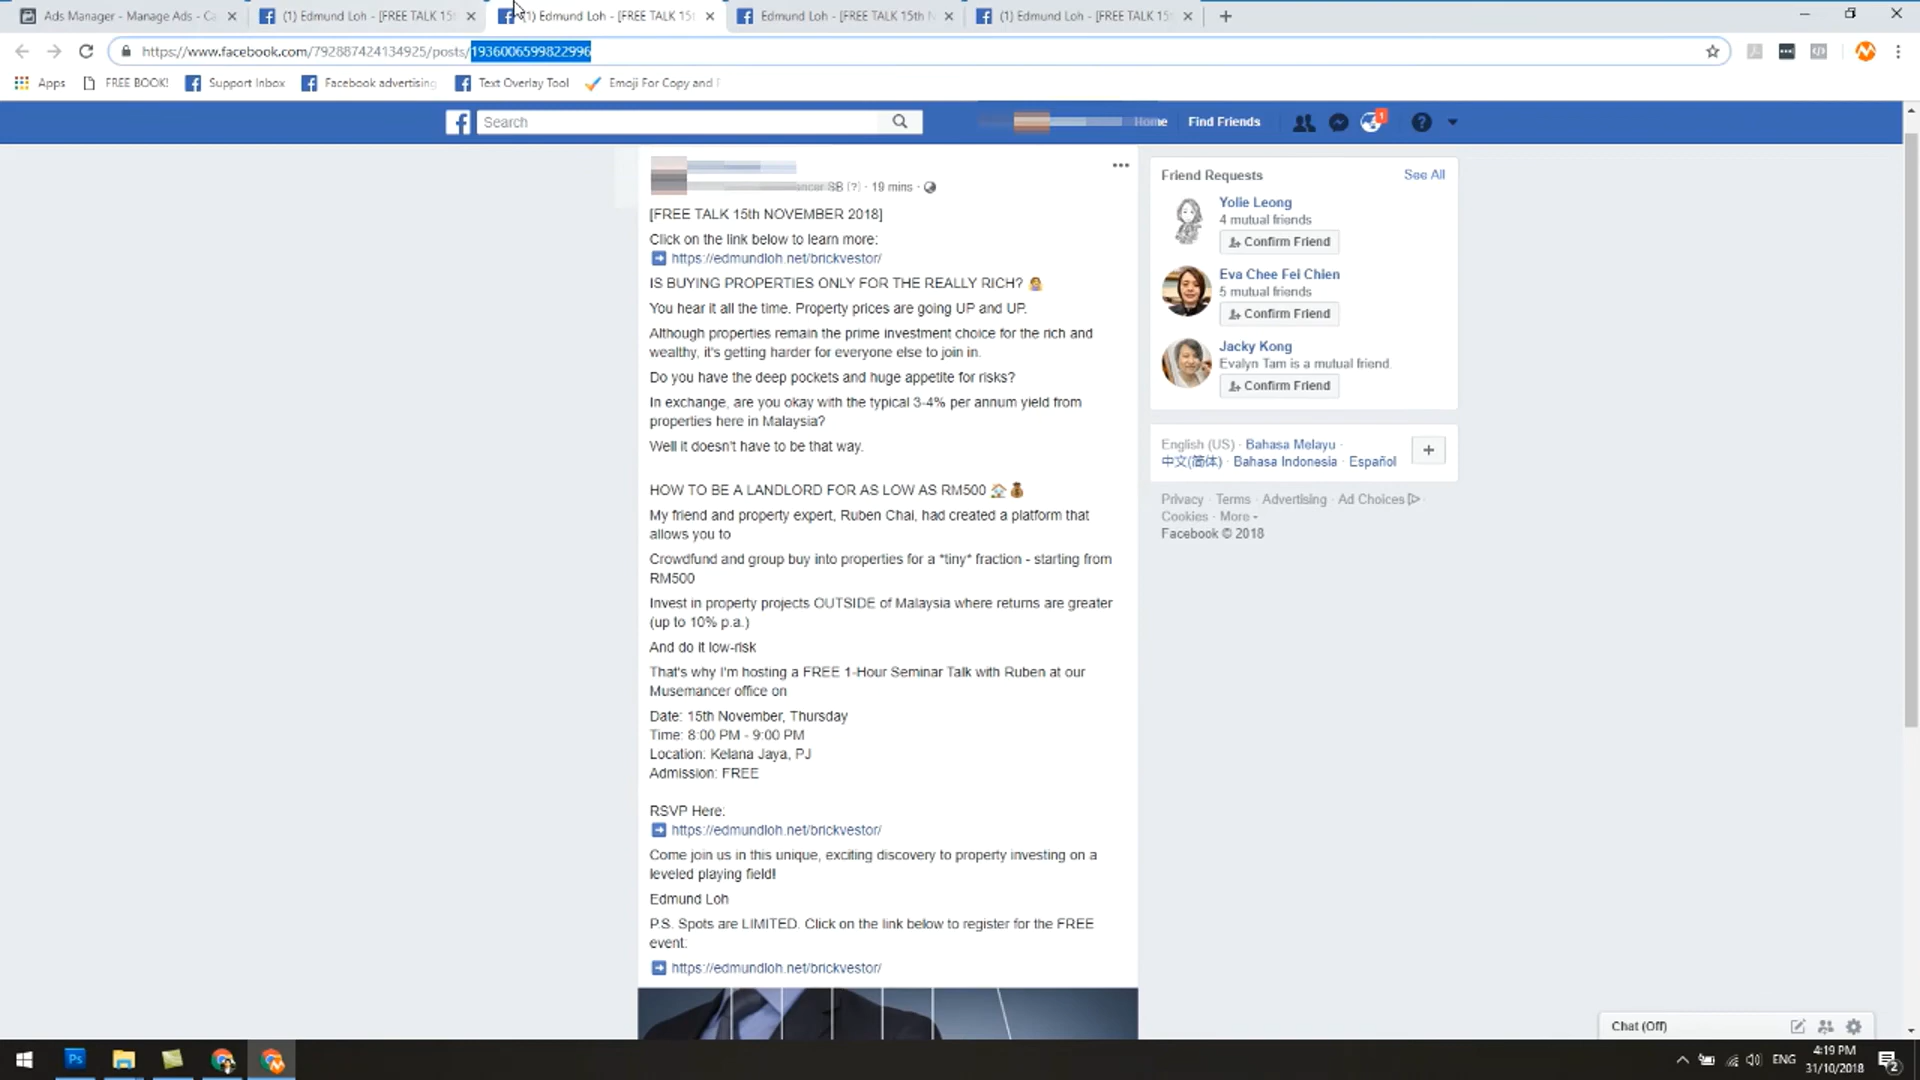 Ads Manager - Manage Ads - Ca
(1) Edmund Loh - [FREE TALK 15t
(1) Edmund Loh - [FREE TALK 15t
Edmund Loh - [FREE TALK 15th N
(1) Edmund Loh - [FREE TALK 15t
https://www.facebook.com/792887424134925/posts/1936006599822996
Apps
FREE BOOK!
Support Inbox
Facebook advertising
Text Overlay Tool
Emoji For Copy and
Search
Home
Find Friends
1
SB (?) · 19 mins ·
[FREE TALK 15th NOVEMBER 2018]
Click on the link below to learn more:
https://edmundloh.net/brickvestor/
IS BUYING PROPERTIES ONLY FOR THE REALLY RICH?
You hear it all the time. Property prices are going UP and UP.
Although properties remain the prime investment choice for the rich and
wealthy, it's getting harder for everyone else to join in.
Do you have the deep pockets and huge appetite for risks?
In exchange, are you okay with the typical 3-4% per annum yield from
properties here in Malaysia?
Well it doesn't have to be that way.
HOW TO BE A LANDLORD FOR AS LOW AS RM500
My friend and property expert, Ruben Chai, had created a platform that
allows you to
Crowdfund and group buy into properties for a *tiny* fraction - starting from
RM500
Invest in property projects OUTSIDE of Malaysia where returns are greater
(up to 10% p.a.)
And do it low-risk
That's why I'm hosting a FREE 1-Hour Seminar Talk with Ruben at our
Musemancer office on
Date: 15th November, Thursday
Time: 8:00 PM - 9:00 PM
Location: Kelana Jaya, PJ
Admission: FREE
RSVP Here:
https://edmundloh.net/brickvestor/
Come join us in this unique, exciting discovery to property investing on a
leveled playing field!
Edmund Loh
P.S. Spots are LIMITED. Click on the link below to register for the FREE
event:
https://edmundloh.net/brickvestor/
Friend Requests
See All
Yolie Leong
4 mutual friends
Confirm Friend
Eva Chee Fei Chien
5 mutual friends
Confirm Friend
Jacky Kong
Evalyn Tam is a mutual friend.
Confirm Friend
English (US) · Bahasa Melayu ·
中文(简体) · Bahasa Indonesia · Español
Privacy · Terms · Advertising · Ad Choices ·
Cookies · More
Facebook © 2018
Chat (Off)
Ps
ENG
4:19 PM
31/10/2018
2